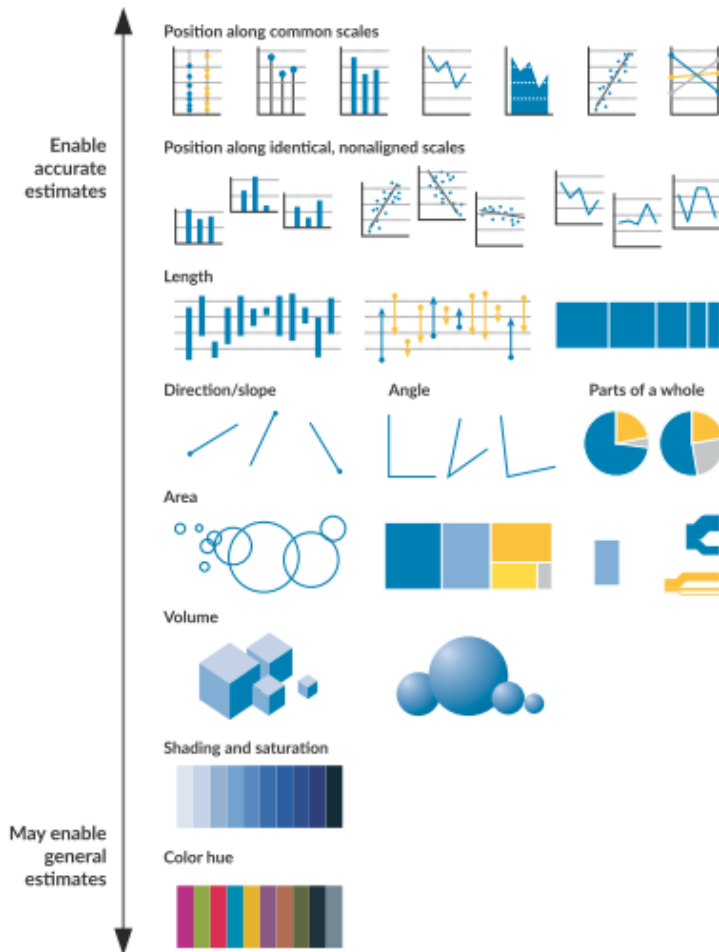 Position along common scales
Enable
accurate
estimates
Position along identical, nonaligned scales
Length
Direction/slope
Angle
Parts of a whole
Area
Volume
Shading and saturation
May enable
general
estimates
Color hue